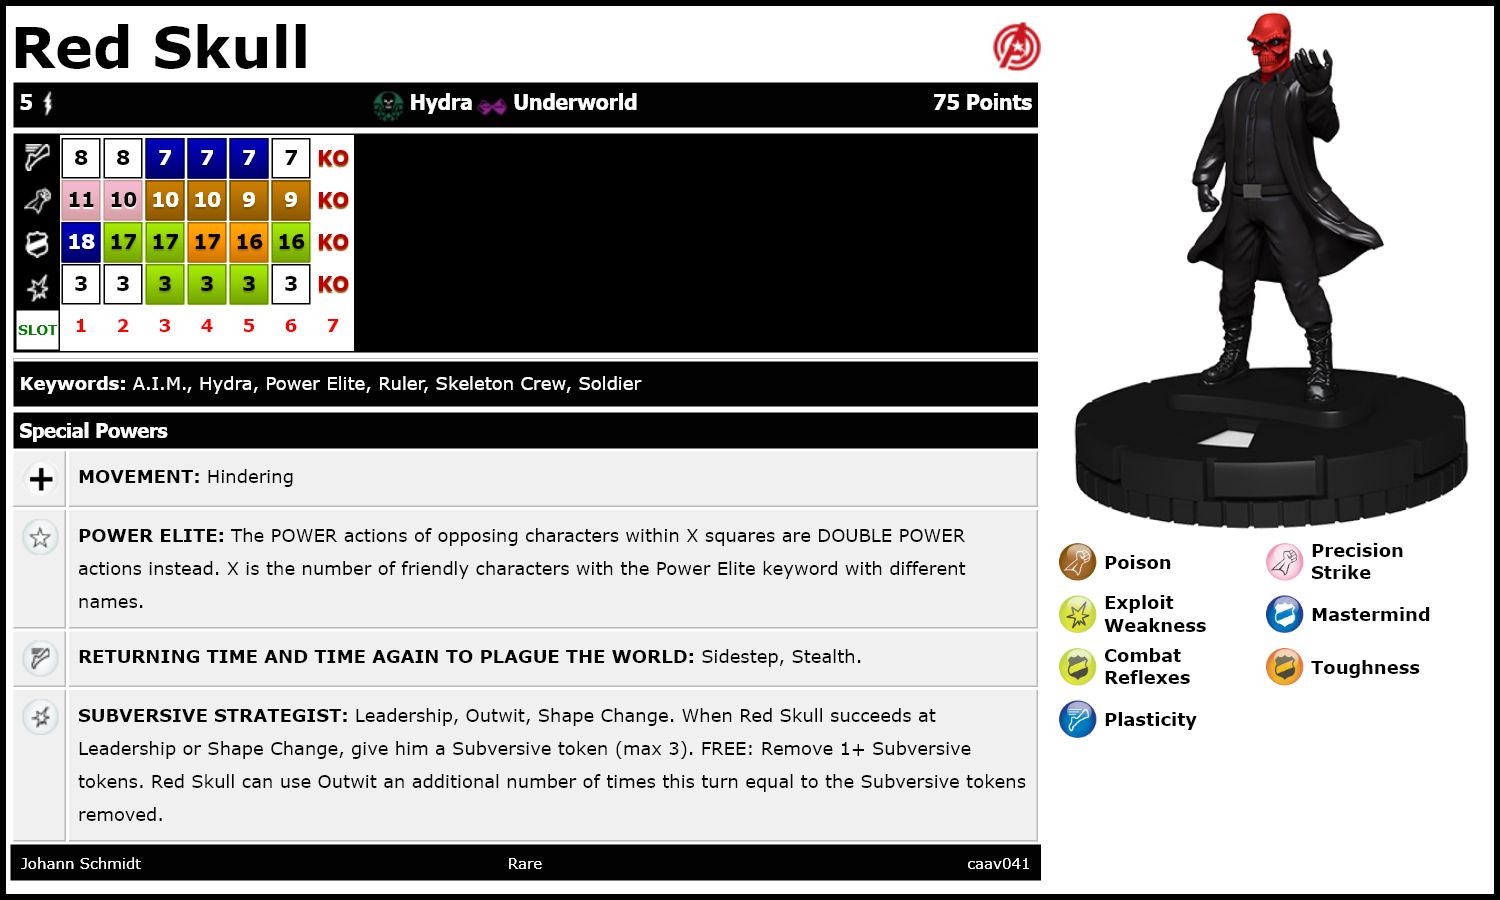 Red Skull
5 Hydra Underworld 75 Points
8 8 7 7 7 7 KO
11 10 10 10 9 9 KO
18 17 17 17 16 16 KO
3 3 3 3 3 3 KO
SLOT 1 2 3 4 5 6 7
Keywords: A.I.M., Hydra, Power Elite, Ruler, Skeleton Crew, Soldier
Special Powers
MOVEMENT: Hindering
POWER ELITE: The POWER actions of opposing characters within X squares are DOUBLE POWER
actions instead. X is the number of friendly characters with the Power Elite keyword with different
names.
RETURNING TIME AND TIME AGAIN TO PLAGUE THE WORLD: Sidestep, Stealth.
SUBVERSIVE STRATEGIST: Leadership, Outwit, Shape Change. When Red Skull succeeds at
Leadership or Shape Change, give him a Subversive token (max 3). FREE: Remove 1+ Subversive
tokens. Red Skull can use Outwit an additional number of times this turn equal to the Subversive tokens
removed.
Johann Schmidt Rare caav041
Poison
Precision
Strike
Exploit
Weakness
Mastermind
Combat
Reflexes
Toughness
Plasticity